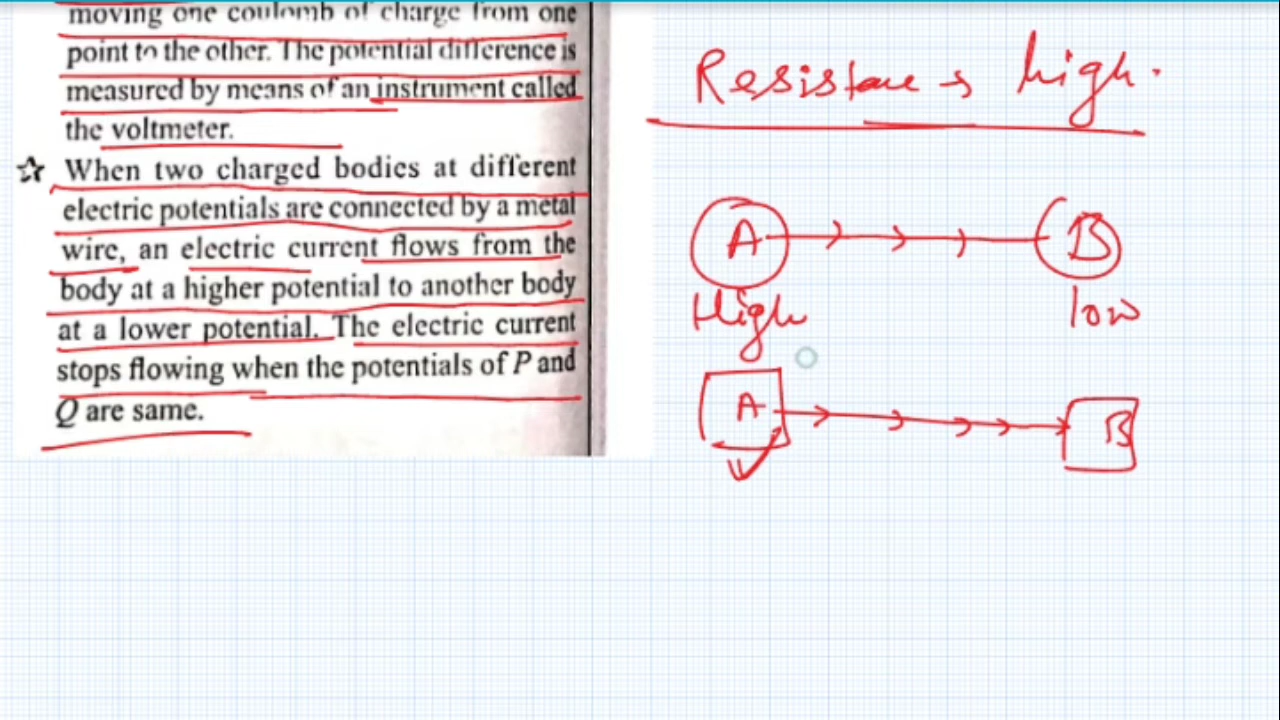 moving one coulomb of charge from one
point to the other. The potential difference is
measured by means of an instrument called
the voltmeter.
☆ When two charged bodies at different
electric potentials are connected by a metal
wire, an electric current flows from the
body at a higher potential to another body
at a lower potential. The electric current
stops flowing when the potentials of P and
Q are same.
Resistance → high.
A B
High low
A B